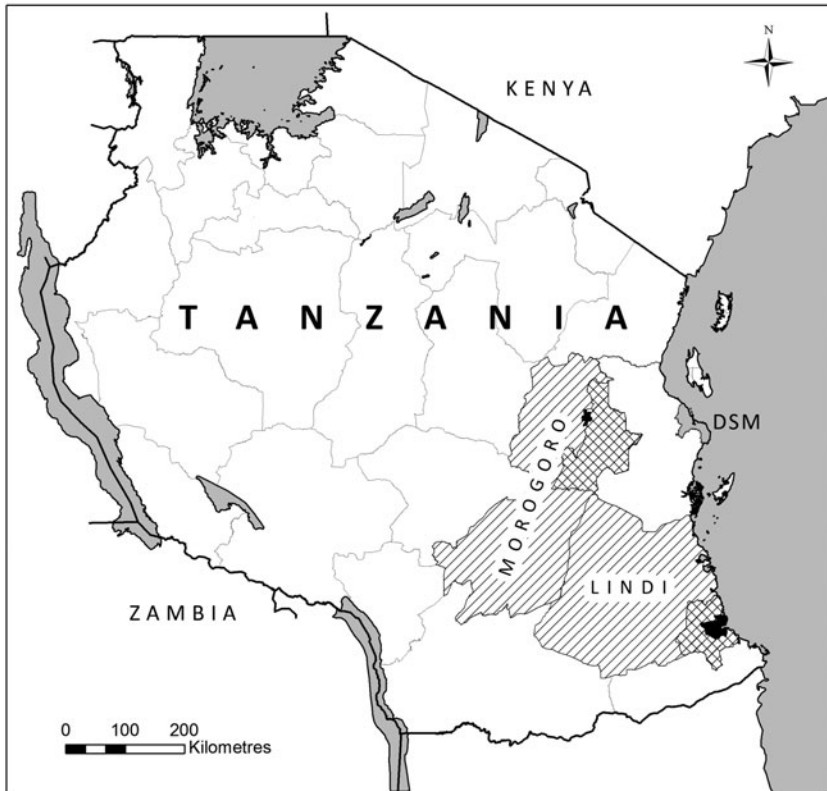 N
KENYA
TANZANIA
DSM
MOROGORO
LINDI
ZAMBIA
0 100 200
Kilometres